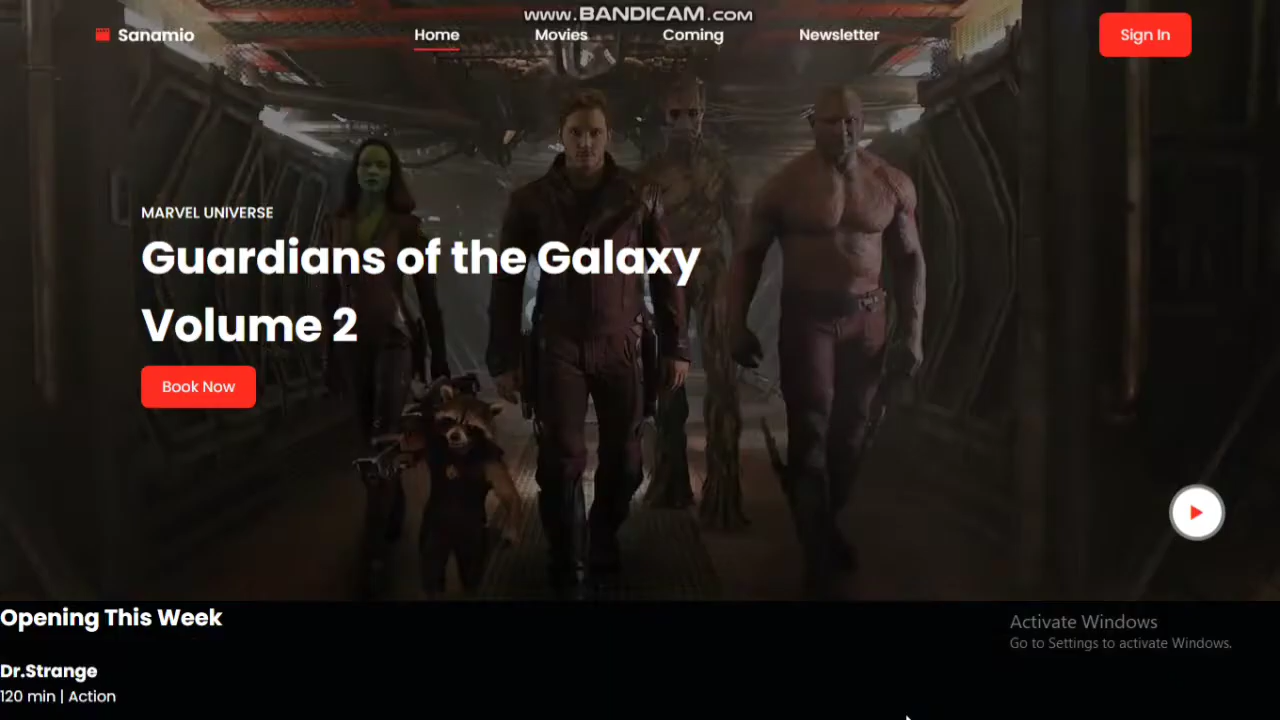 www.BANDICAM.com
Sanamio
Home
Movies
Coming
Newsletter
Sign In
MARVEL UNIVERSE
Guardians of the Galaxy
Volume 2
Book Now
Opening This Week
Activate Windows
Go to Settings to activate Windows.
Dr.Strange
120 min | Action